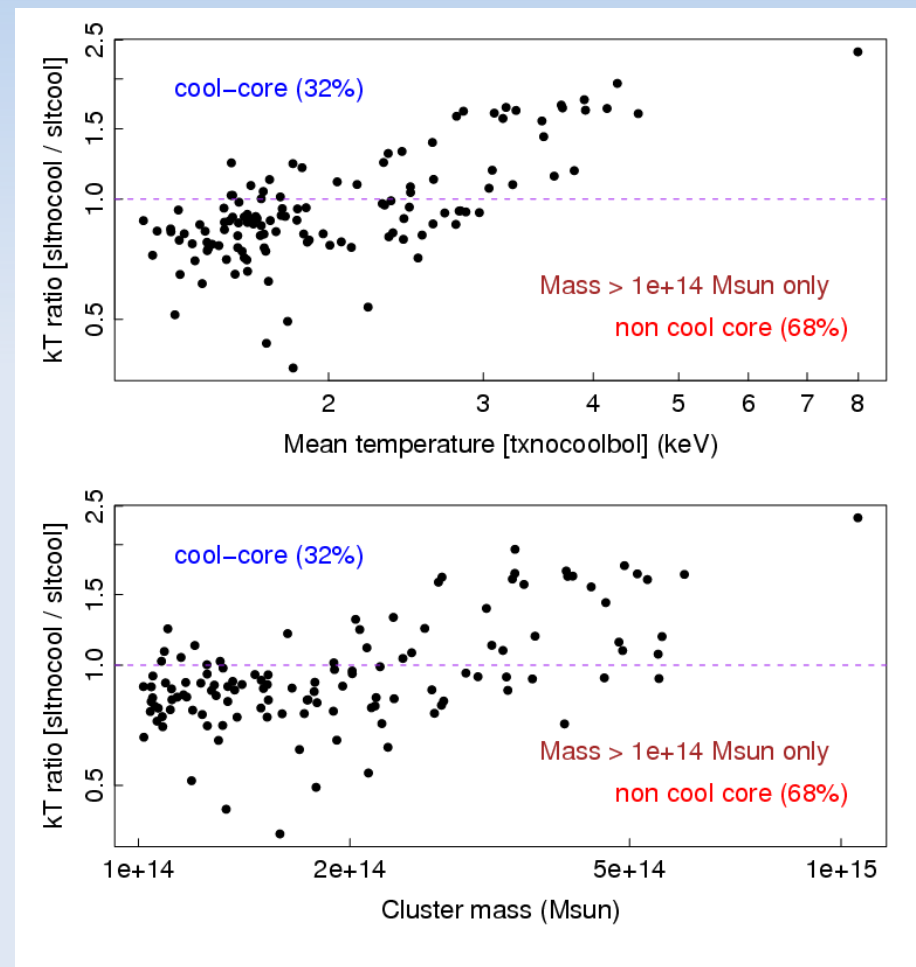 2.5
cool−core (32%)
1.5
1.0
Mass > 1e+14 Msun only
0.5
non cool core (68%)
kT ratio [sltnocool / sltcool]
2 3 4 5 6 7 8
Mean temperature [txnocoolbol] (keV)
2.5
cool−core (32%)
1.5
1.0
Mass > 1e+14 Msun only
0.5
non cool core (68%)
kT ratio [sltnocool / sltcool]
1e+14 2e+14 5e+14 1e+15
Cluster mass (Msun)